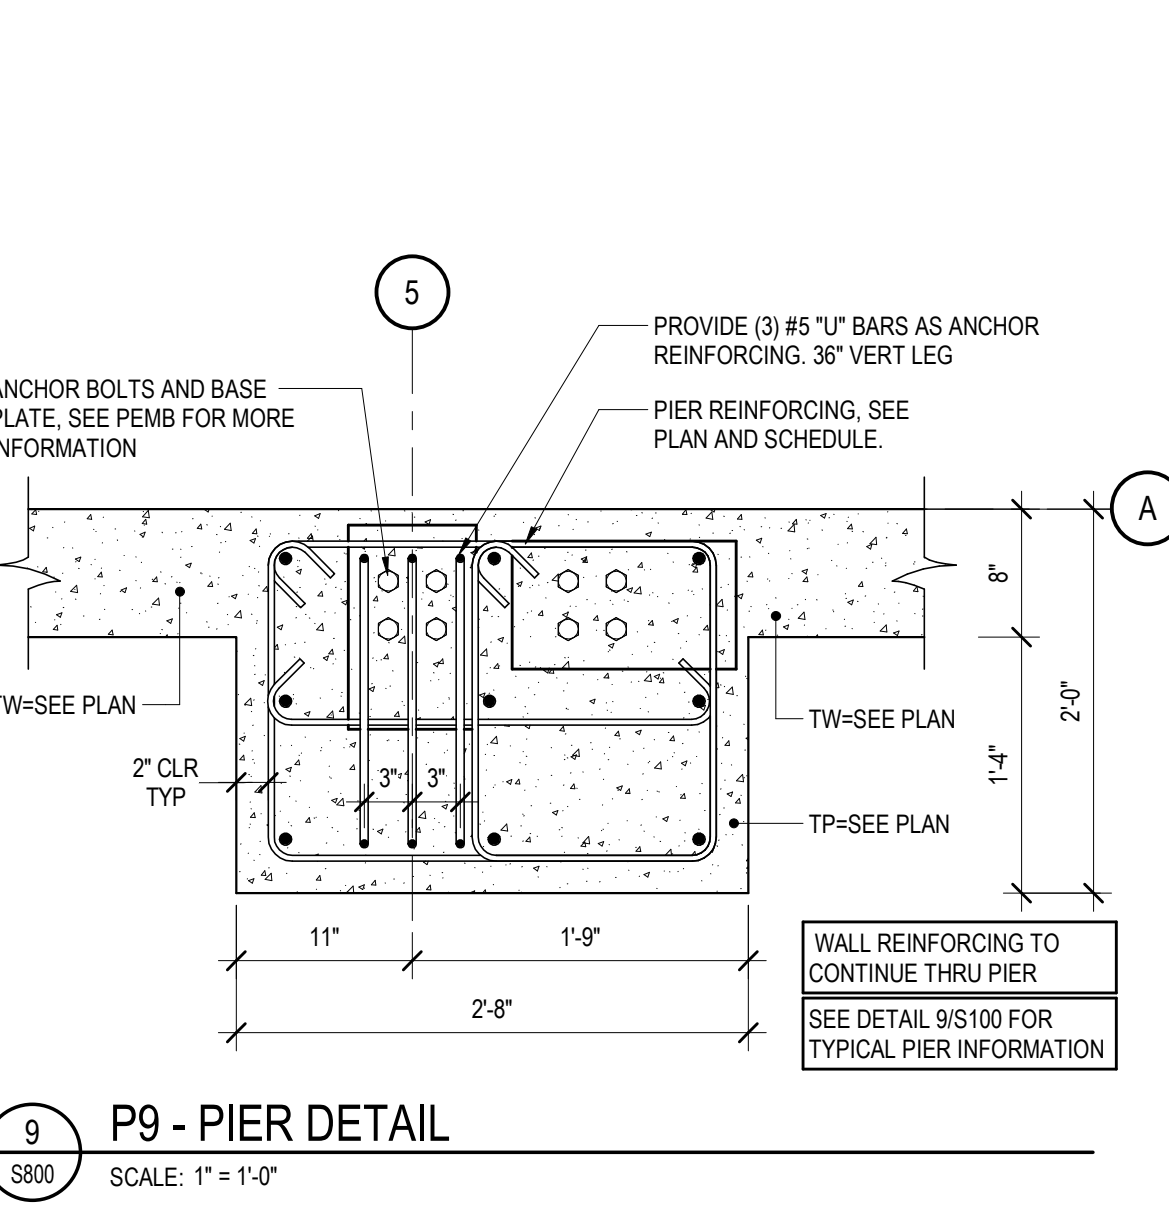 5
PROVIDE (3) #5 "U" BARS AS ANCHOR
REINFORCING. 36" VERT LEG
ANCHOR BOLTS AND BASE
PLATE, SEE PEMB FOR MORE
INFORMATION
PIER REINFORCING, SEE
PLAN AND SCHEDULE.
A
8"
2'-0"
1'-4"
TW=SEE PLAN
TW=SEE PLAN
2" CLR
TYP
3"
3"
TP=SEE PLAN
11"
1'-9"
2'-8"
WALL REINFORCING TO
CONTINUE THRU PIER
SEE DETAIL 9/S100 FOR
TYPICAL PIER INFORMATION
9
S800
P9 - PIER DETAIL
SCALE: 1" = 1'-0"